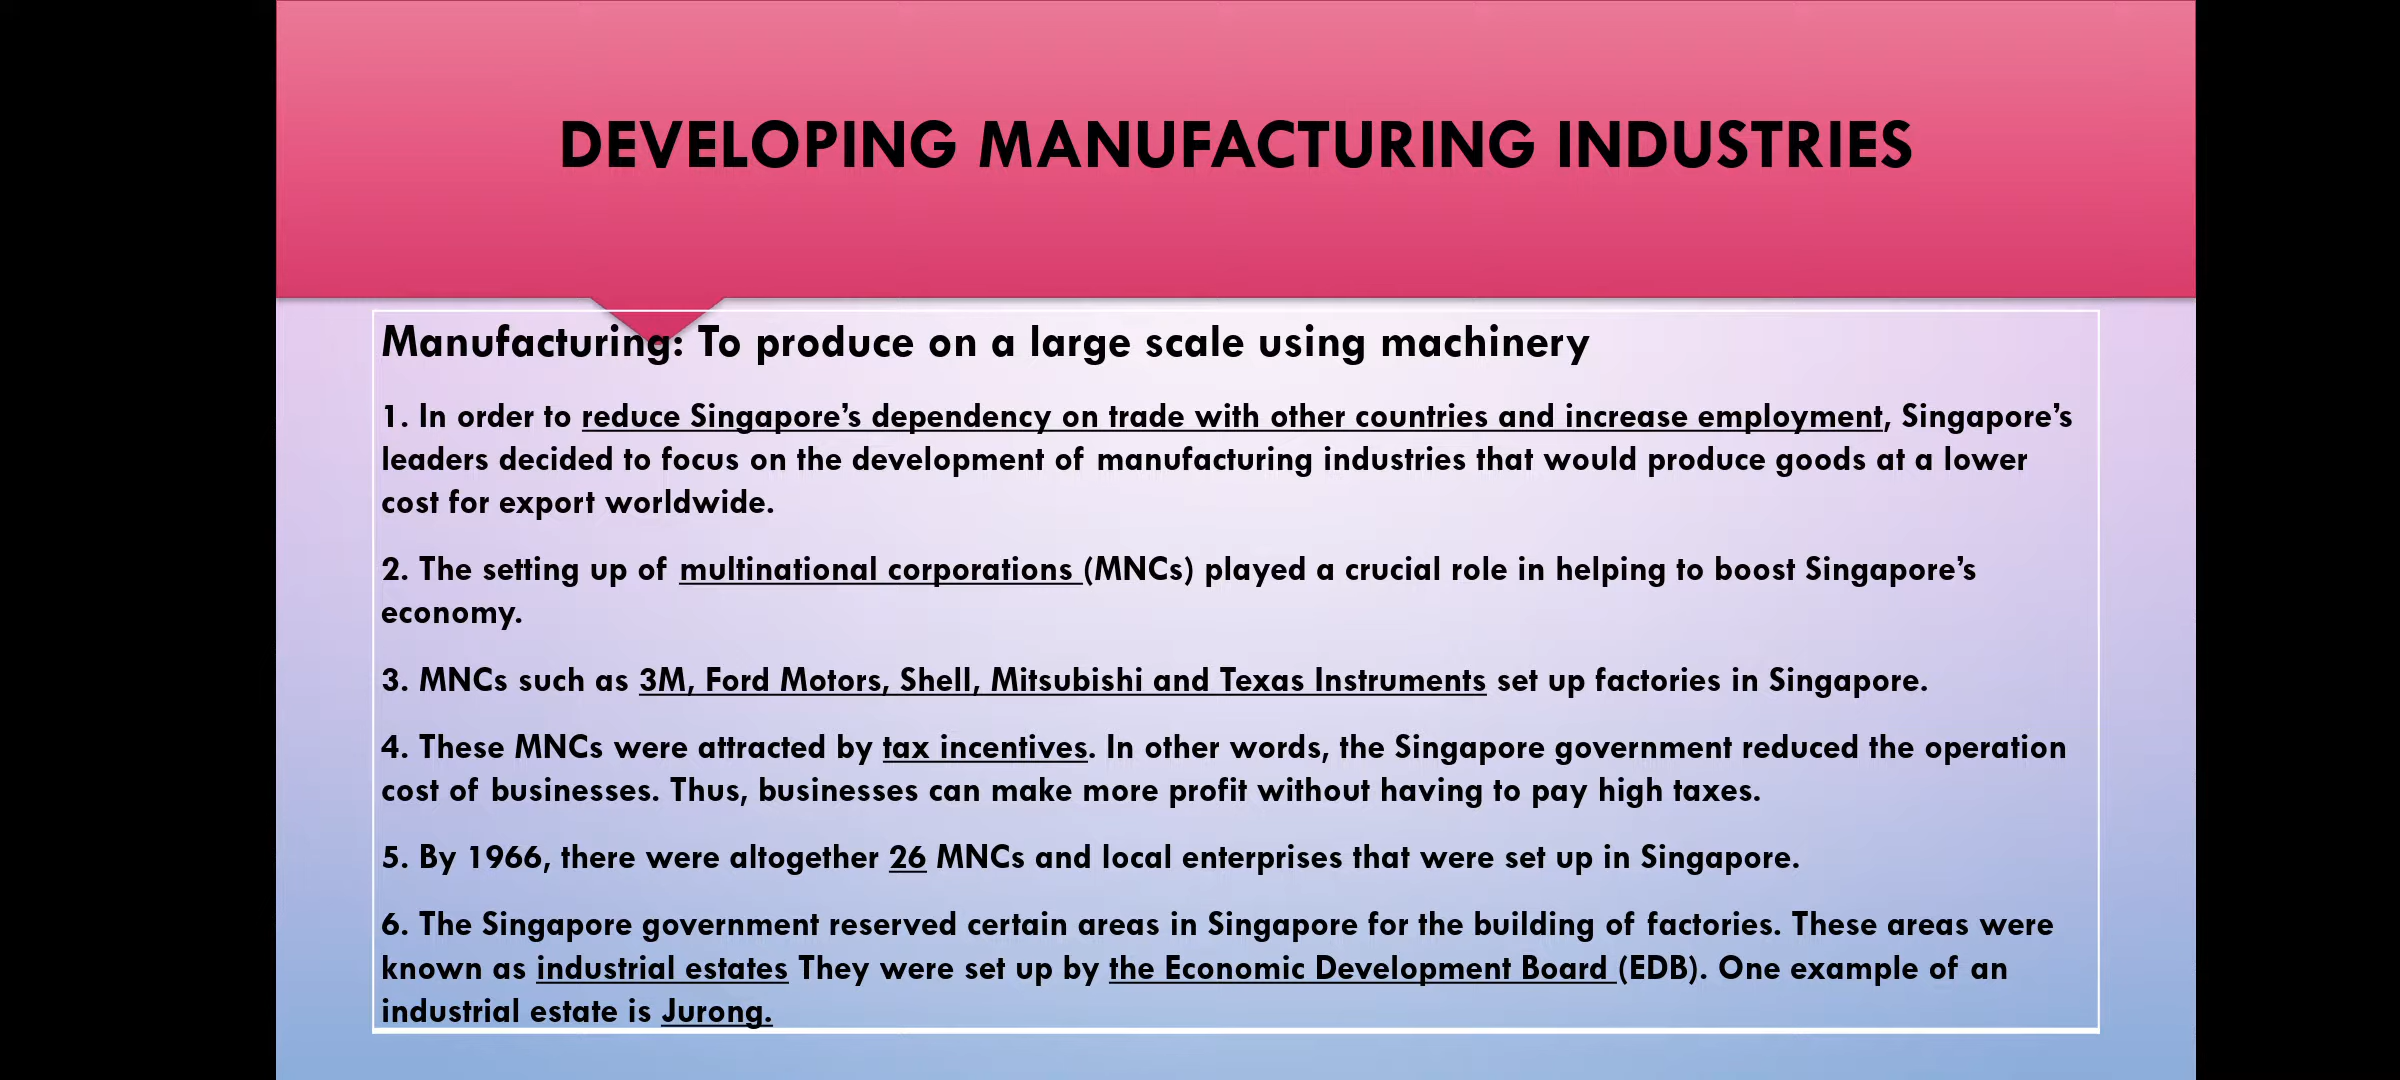 DEVELOPING MANUFACTURING INDUSTRIES
Manufacturing: To produce on a large scale using machinery
1. In order to reduce Singapore’s dependency on trade with other countries and increase employment, Singapore’s
leaders decided to focus on the development of manufacturing industries that would produce goods at a lower
cost for export worldwide.
2. The setting up of multinational corporations (MNCs) played a crucial role in helping to boost Singapore’s
economy.
3. MNCs such as 3M, Ford Motors, Shell, Mitsubishi and Texas Instruments set up factories in Singapore.
4. These MNCs were attracted by tax incentives. In other words, the Singapore government reduced the operation
cost of businesses. Thus, businesses can make more profit without having to pay high taxes.
5. By 1966, there were altogether 26 MNCs and local enterprises that were set up in Singapore.
6. The Singapore government reserved certain areas in Singapore for the building of factories. These areas were
known as industrial estates They were set up by the Economic Development Board (EDB). One example of an
industrial estate is Jurong.